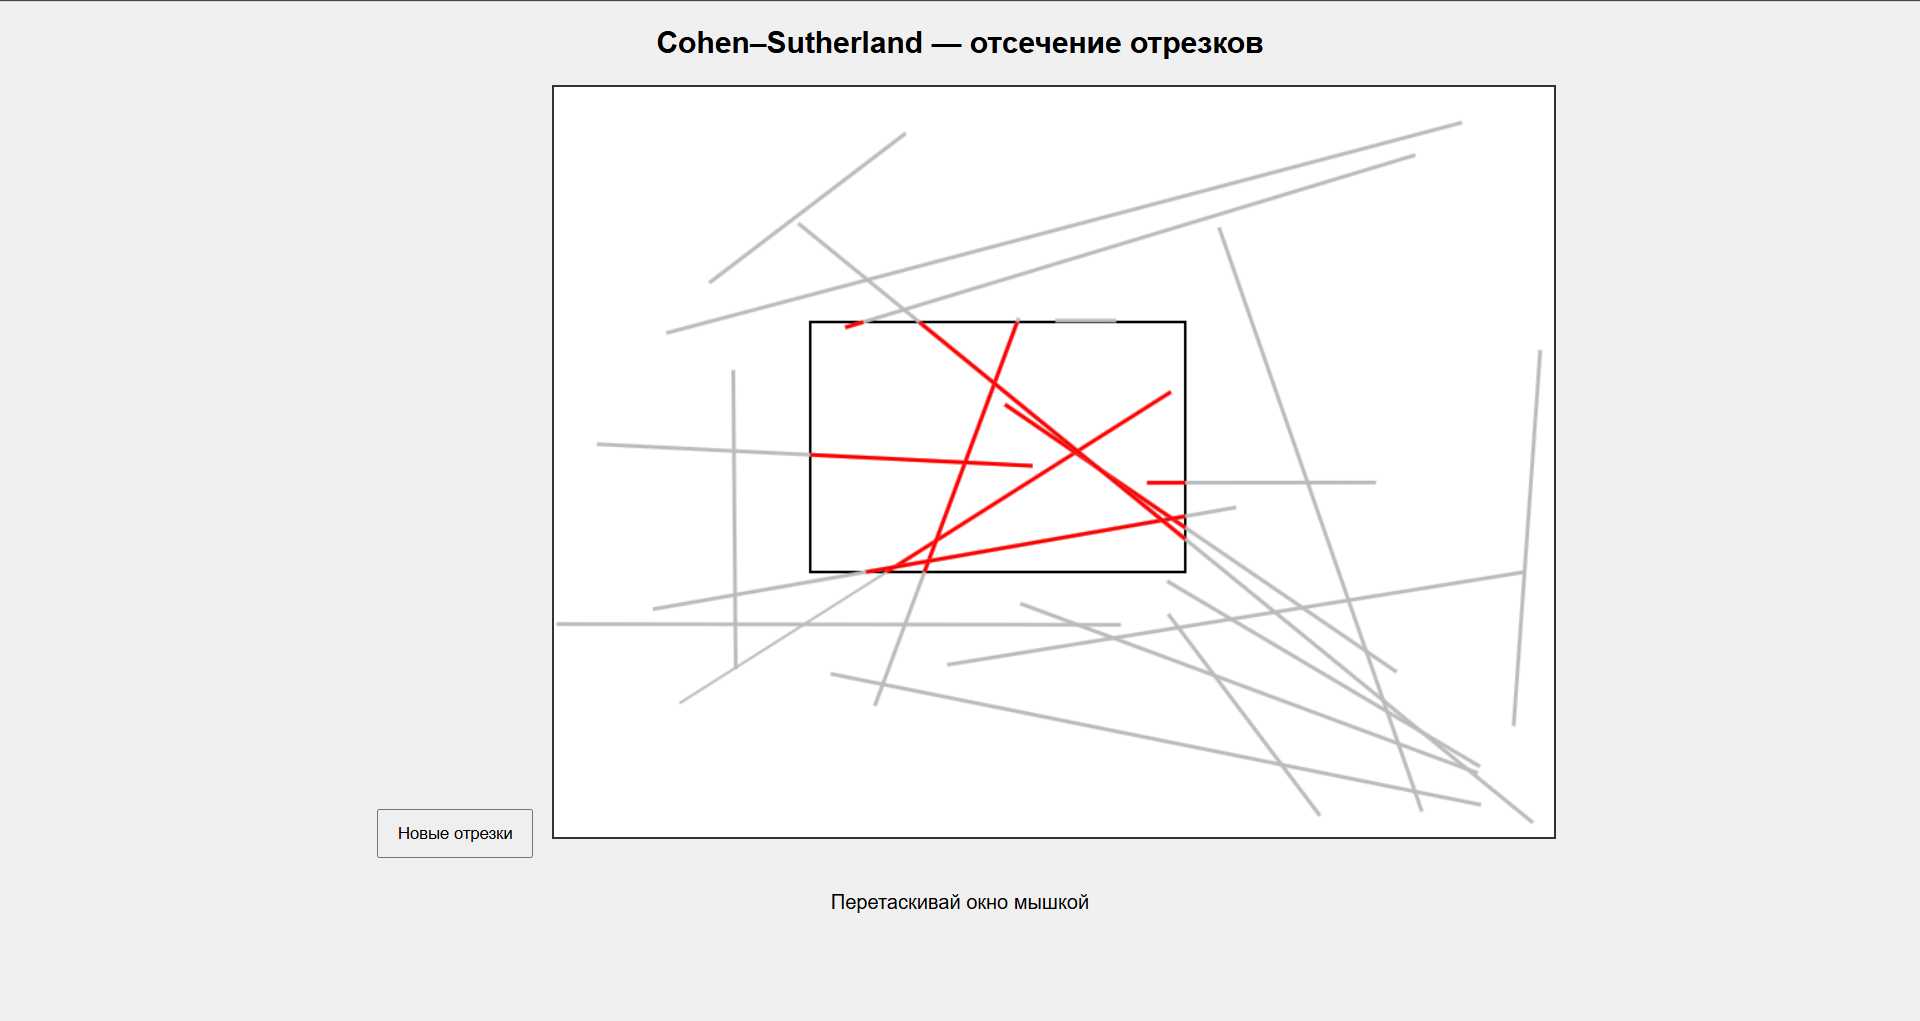 Cohen–Sutherland — отсечение отрезков
Новые отрезки
Перетаскивай окно мышкой